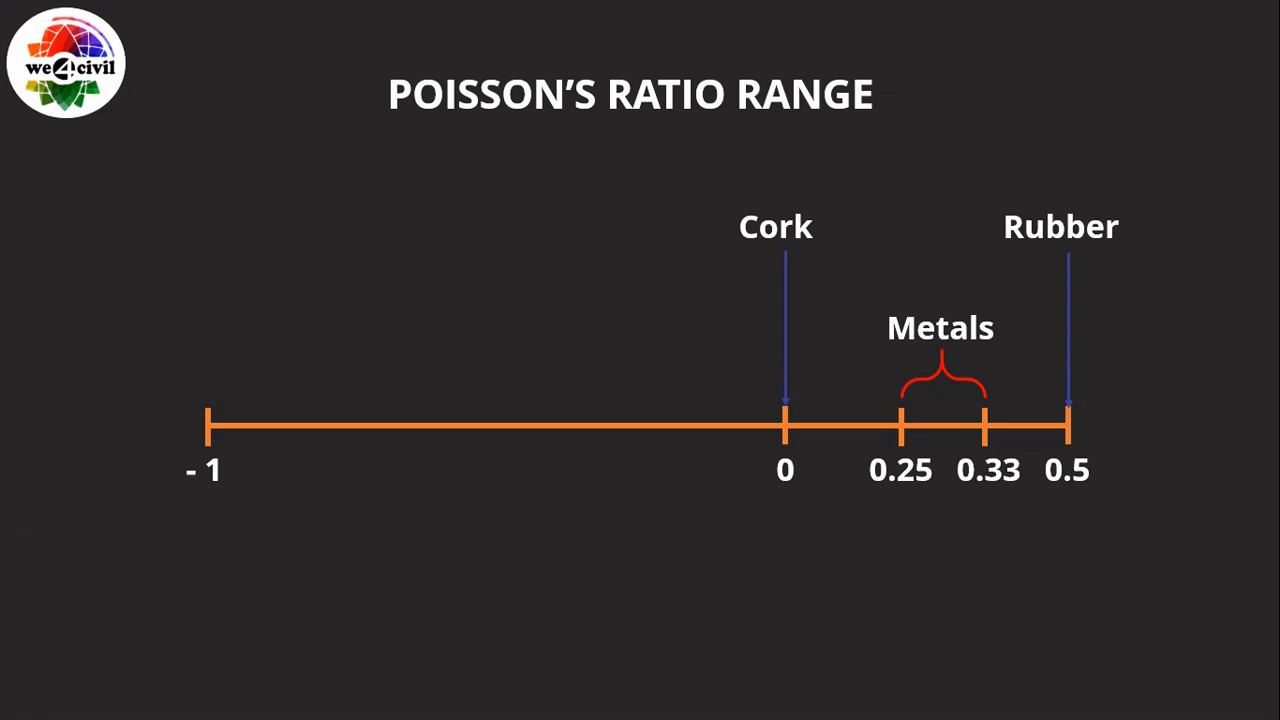 we4civil
POISSON’S RATIO RANGE
Cork
Rubber
Metals
- 1
0
0.25
0.33
0.5